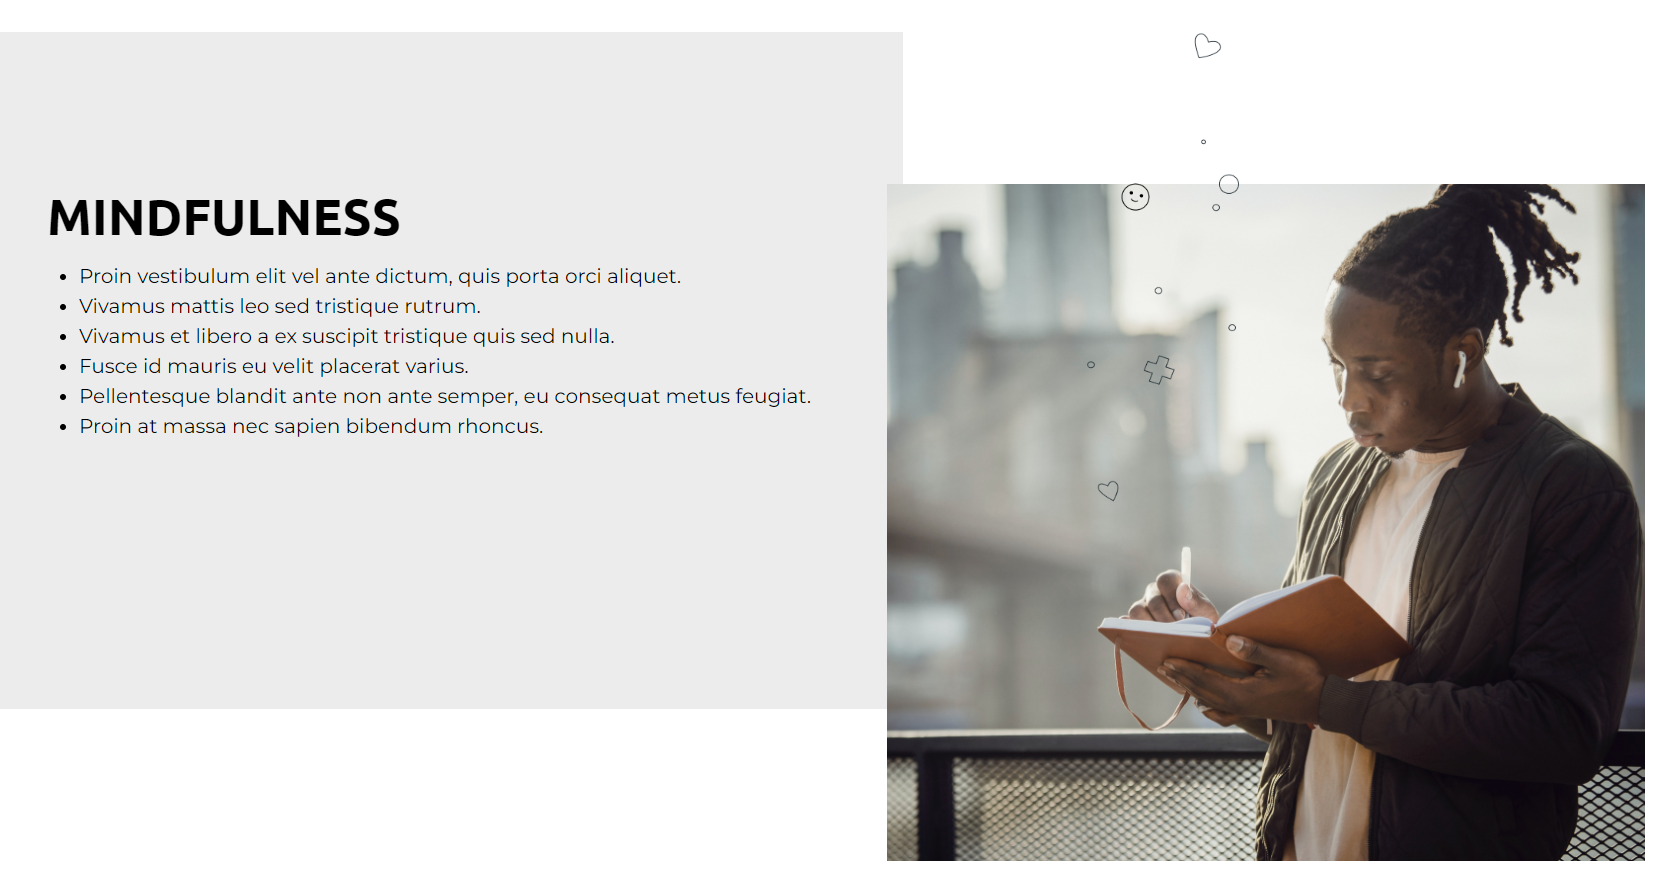 MINDFULNESS
• Proin vestibulum elit vel ante dictum, quis porta orci aliquet.
• Vivamus mattis leo sed tristique rutrum.
• Vivamus et libero a ex suscipit tristique quis sed nulla.
• Fusce id mauris eu velit placerat varius.
• Pellentesque blandit ante non ante semper, eu consequat metus feugiat.
• Proin at massa nec sapien bibendum rhoncus.